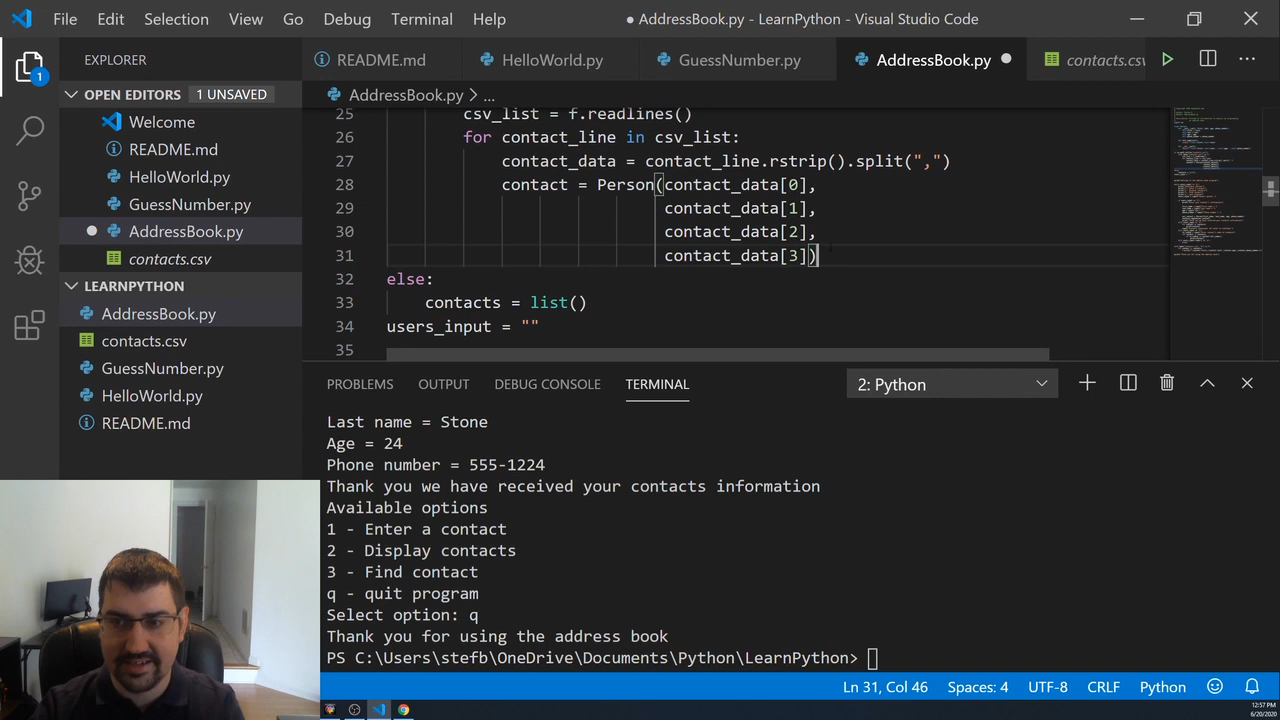 File Edit Selection View Go Debug Terminal Help
● AddressBook.py - LearnPython - Visual Studio Code
EXPLORER
README.md HelloWorld.py GuessNumber.py AddressBook.py contacts.csv
OPEN EDITORS 1 UNSAVED
AddressBook.py > ...
1
Welcome
README.md
HelloWorld.py
GuessNumber.py
AddressBook.py
contacts.csv
LEARNPYTHON
AddressBook.py
contacts.csv
GuessNumber.py
HelloWorld.py
README.md
25 csv_list = f.readlines()
26 for contact_line in csv_list:
27 contact_data = contact_line.rstrip().split(",")
28 contact = Person(contact_data[0],
29 contact_data[1],
30 contact_data[2],
31 contact_data[3])
32 else:
33 contacts = list()
34 users_input = ""
35
PROBLEMS OUTPUT DEBUG CONSOLE TERMINAL 2: Python
Last name = Stone
Age = 24
Phone number = 555-1224
Thank you we have received your contacts information
Available options
1 - Enter a contact
2 - Display contacts
3 - Find contact
q - quit program
Select option: q
Thank you for using the address book
PS C:\Users\stefb\OneDrive\Documents\Python\LearnPython>
Ln 31, Col 46 Spaces: 4 UTF-8 CRLF Python
12:57 PM
6/20/2020